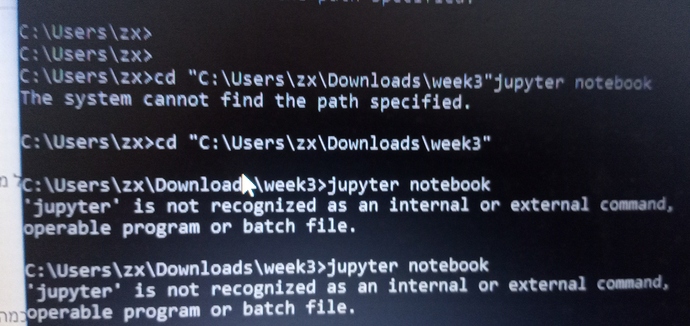 C:\Users\zx>
C:\Users\zx>
C:\Users\zx>cd "C:\Users\zx\Downloads\week3"jupyter notebook
The system cannot find the path specified.
C:\Users\zx>cd "C:\Users\zx\Downloads\week3"
C:\Users\zx\Downloads\week3>jupyter notebook
'jupyter' is not recognized as an internal or external command,
operable program or batch file.
C:\Users\zx\Downloads\week3>jupyter notebook
'jupyter' is not recognized as an internal or external command,
operable program or batch file.